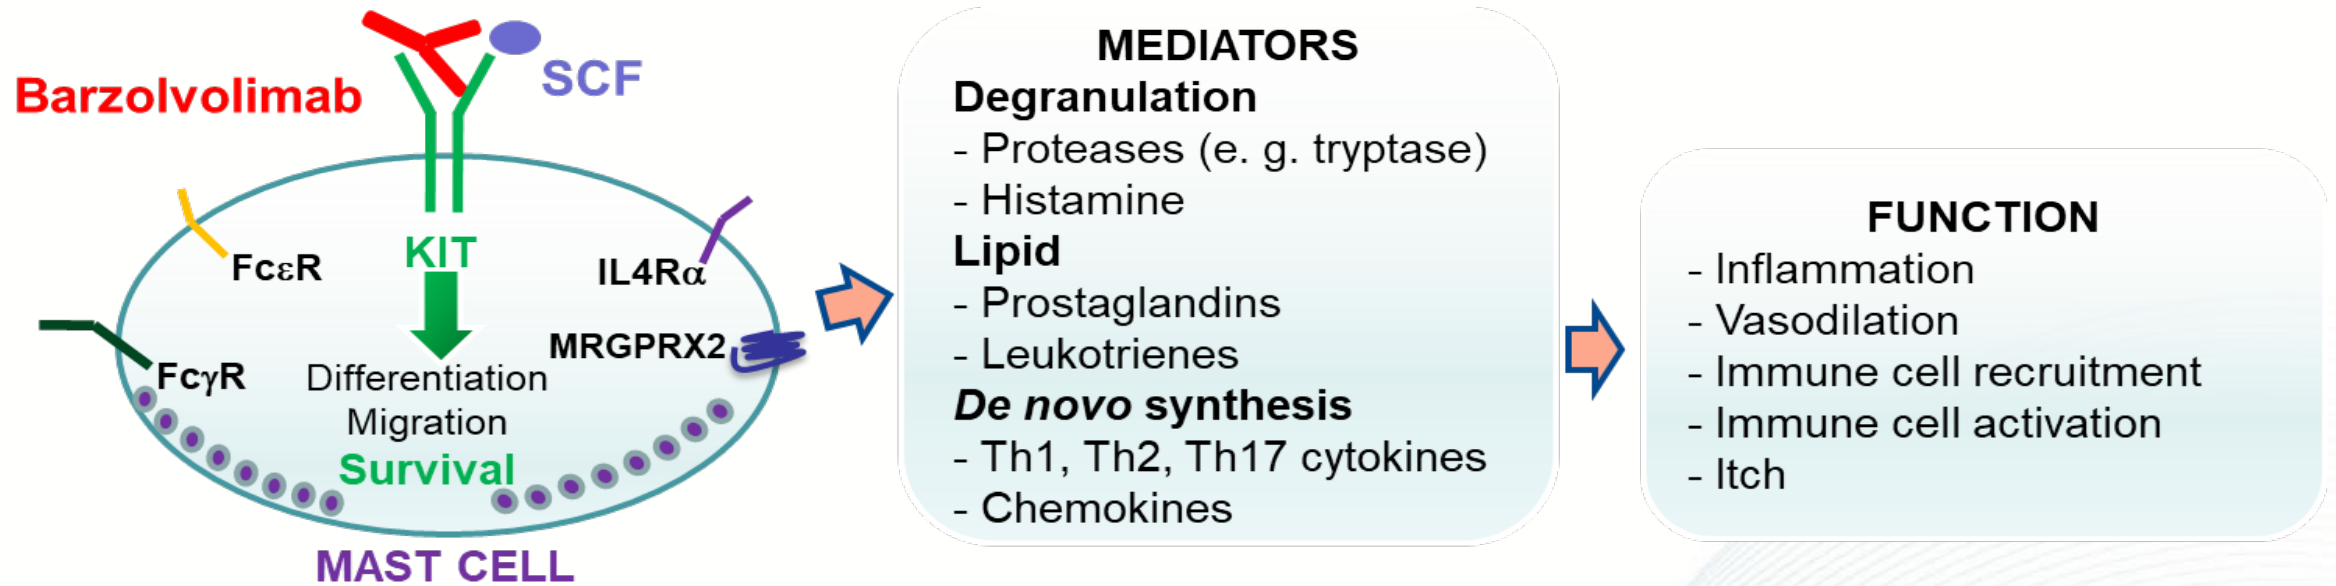 Barzolvolimab
SCF
KIT
FcεR
IL4Rα
MRGPRX2
FcγR
Differentiation
Migration
Survival
MAST CELL
MEDIATORS
Degranulation
- Proteases (e. g. tryptase)
- Histamine
Lipid
- Prostaglandins
- Leukotrienes
De novo synthesis
- Th1, Th2, Th17 cytokines
- Chemokines
FUNCTION
- Inflammation
- Vasodilation
- Immune cell recruitment
- Immune cell activation
- Itch